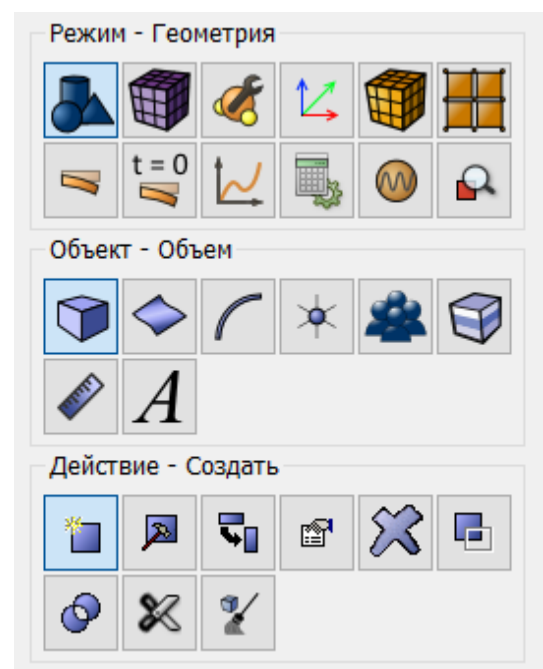 Режим - Геометрия
t = 0
Объект - Объем
A
Действие - Создать